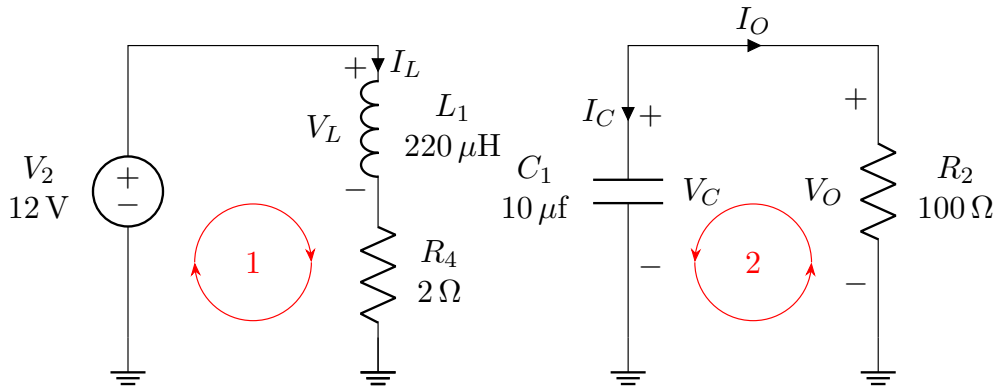 I_O
+
I_L
L_1
220 μH
V_L
−
V_2
12 V
+
−
1
R_4
2 Ω
I_C
+
C_1
10 μf
V_C
−
2
+
V_O
−
R_2
100 Ω